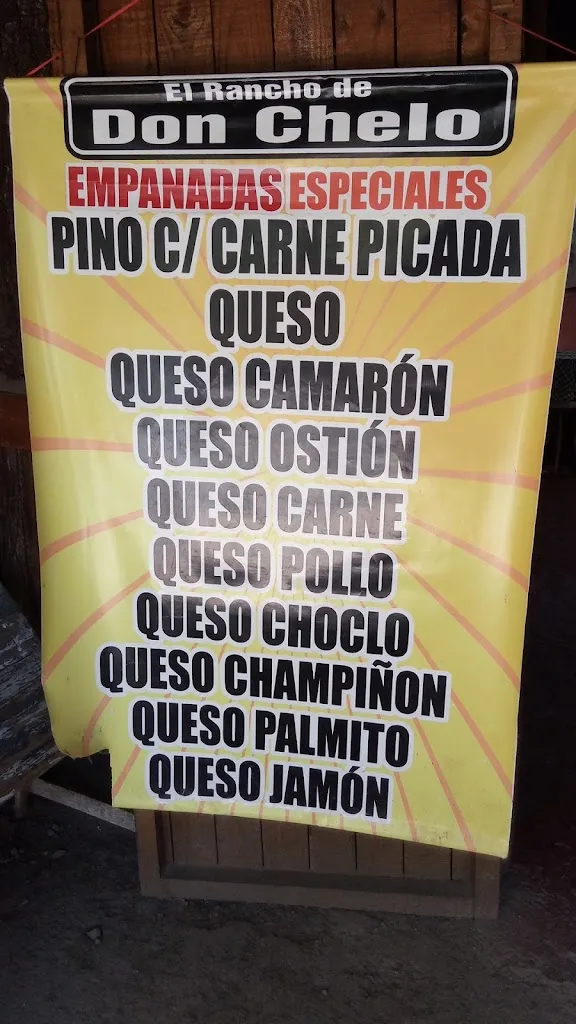 El Rancho de
Don Chelo
EMPANADAS ESPECIALES
PINO C/ CARNE PICADA
QUESO
QUESO CAMARÓN
QUESO OSTIÓN
QUESO CARNE
QUESO POLLO
QUESO CHOCLO
QUESO CHAMPIÑON
QUESO PALMITO
QUESO JAMÓN